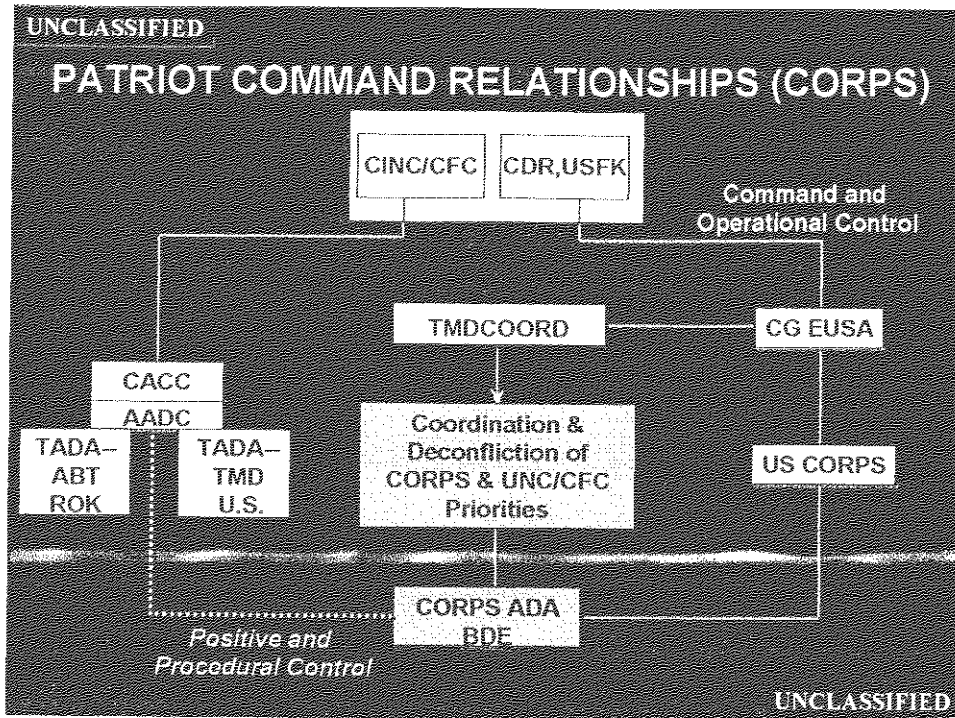 UNCLASSIFIED
PATRIOT COMMAND RELATIONSHIPS (CORPS)
CINC/CFC
CDR,USFK
Command and
Operational Control
TMDCOORD
CG EUSA
CACC
AADC
TADA--
ABT
ROK
TADA--
TMD
U.S.
Coordination &
Deconfliction of
CORPS & UNC/CFC
Priorities
US CORPS
CORPS ADA
BDE
Positive and
Procedural Control
UNCLASSIFIED